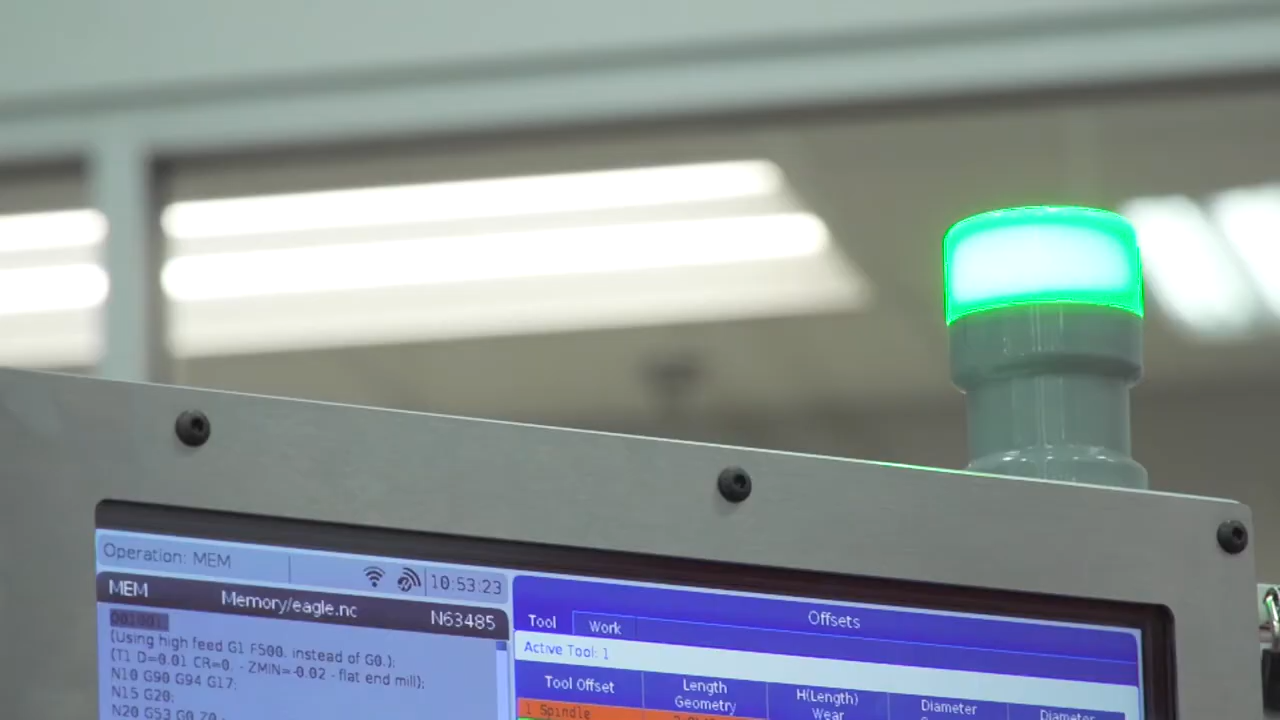 Operation: MEM
10:53:23
MEM Memory/eagle.nc N63485
O01001;
(Using high feed G1 F500. instead of G0.);
(T1 D=0.01 CR=0. - ZMIN=-0.02 - flat end mill);
N10 G90 G94 G17;
N15 G20;
N20 G53 G0 Z0.
Offsets
Tool Work
Active Tool: 1
Tool Offset
Length Geometry
H(Length) Wear
Diameter
Diameter
1 Spindle